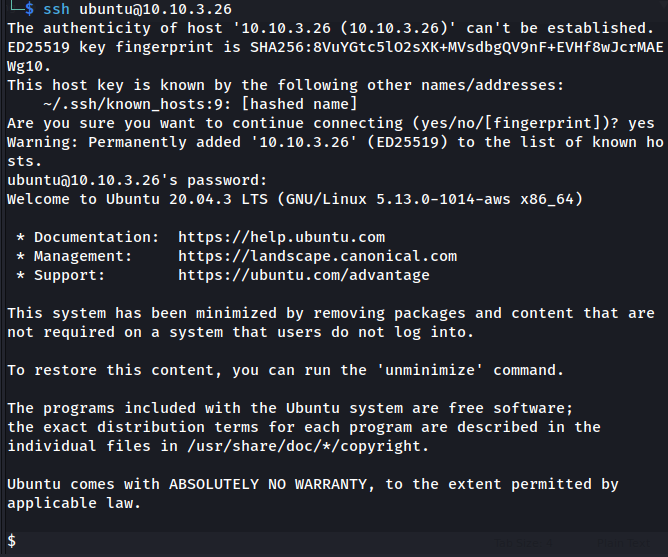 └─$ ssh ubuntu@10.10.3.26
The authenticity of host '10.10.3.26 (10.10.3.26)' can't be established.
ED25519 key fingerprint is SHA256:8VuYGtc5lO2sXK+MVsdbgQV9nF+EVHf8wJcrMAE
Wg10.
This host key is known by the following other names/addresses:
    ~/.ssh/known_hosts:9: [hashed name]
Are you sure you want to continue connecting (yes/no/[fingerprint])? yes
Warning: Permanently added '10.10.3.26' (ED25519) to the list of known ho
sts.
ubuntu@10.10.3.26's password:
Welcome to Ubuntu 20.04.3 LTS (GNU/Linux 5.13.0-1014-aws x86_64)

 * Documentation:  https://help.ubuntu.com
 * Management:     https://landscape.canonical.com
 * Support:        https://ubuntu.com/advantage

This system has been minimized by removing packages and content that are
not required on a system that users do not log into.

To restore this content, you can run the 'unminimize' command.

The programs included with the Ubuntu system are free software;
the exact distribution terms for each program are described in the
individual files in /usr/share/doc/*/copyright.

Ubuntu comes with ABSOLUTELY NO WARRANTY, to the extent permitted by
applicable law.

$